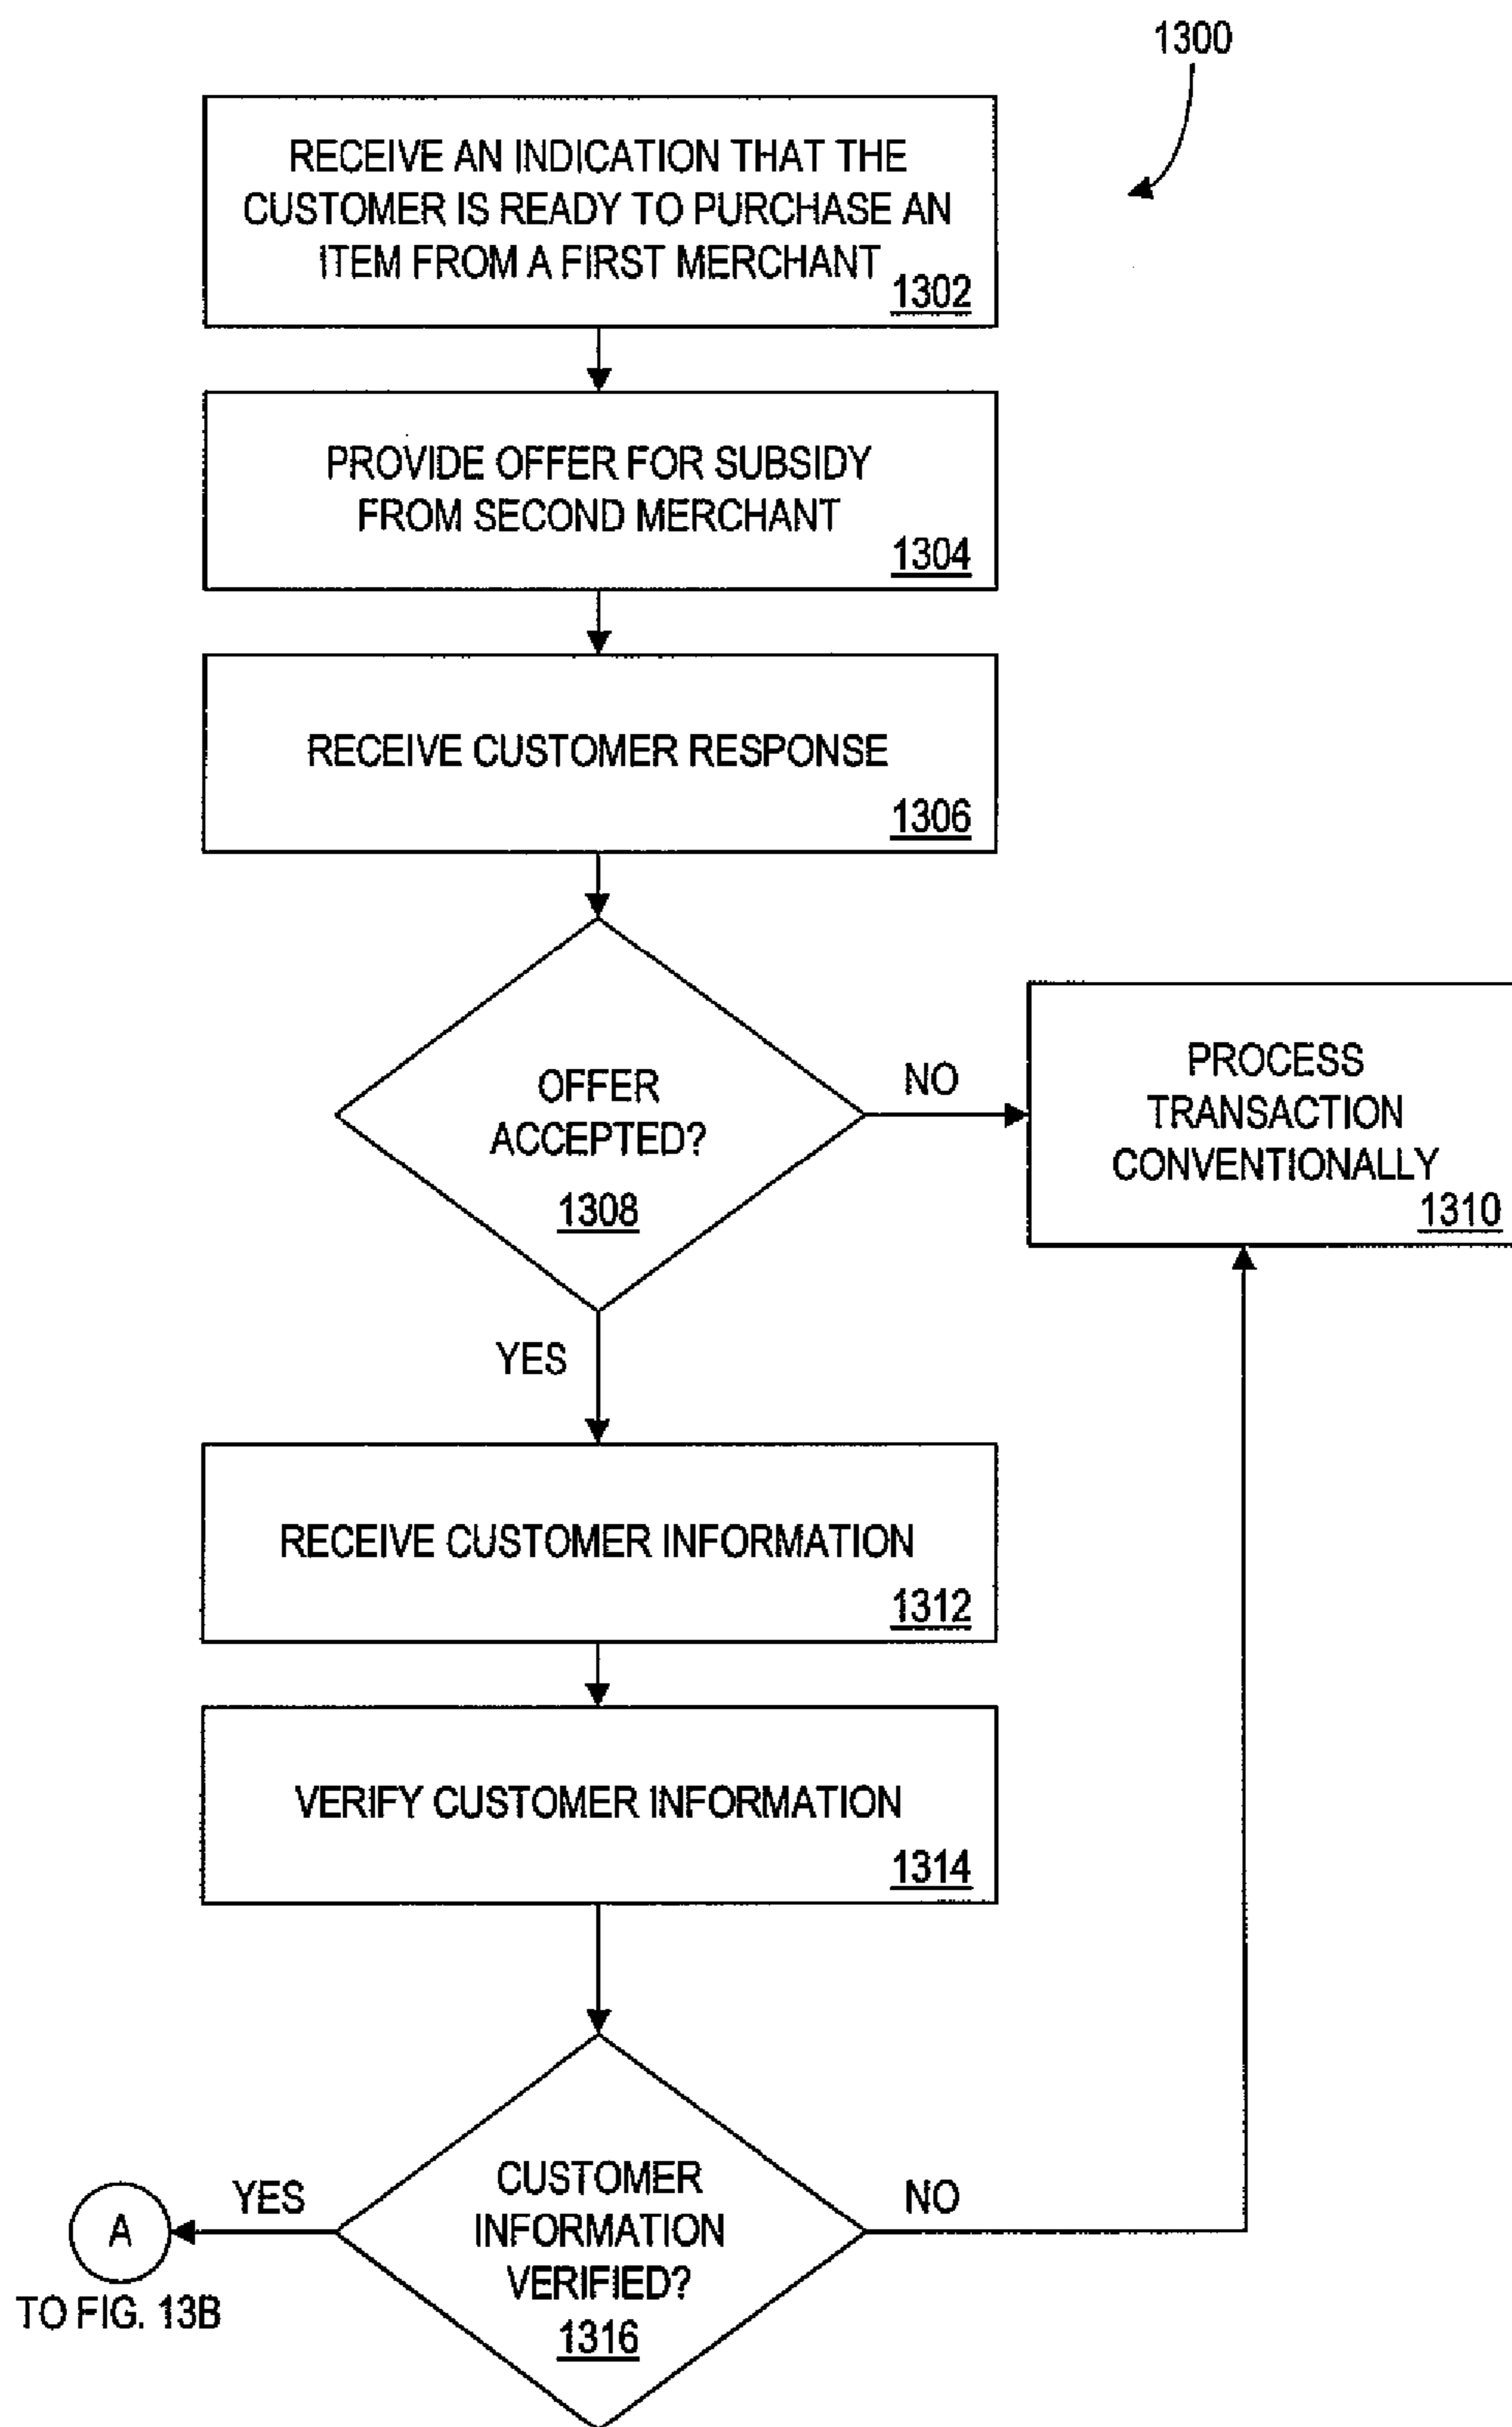 1300
RECEIVE AN INDICATION THAT THE
CUSTOMER IS READY TO PURCHASE AN
ITEM FROM A FIRST MERCHANT
1302
PROVIDE OFFER FOR SUBSIDY
FROM SECOND MERCHANT
1304
RECEIVE CUSTOMER RESPONSE
1306
OFFER
ACCEPTED?
1308
NO
PROCESS
TRANSACTION
CONVENTIONALLY
1310
YES
RECEIVE CUSTOMER INFORMATION
1312
VERIFY CUSTOMER INFORMATION
1314
CUSTOMER
INFORMATION
VERIFIED?
1316
NO
YES
A
TO FIG. 13B